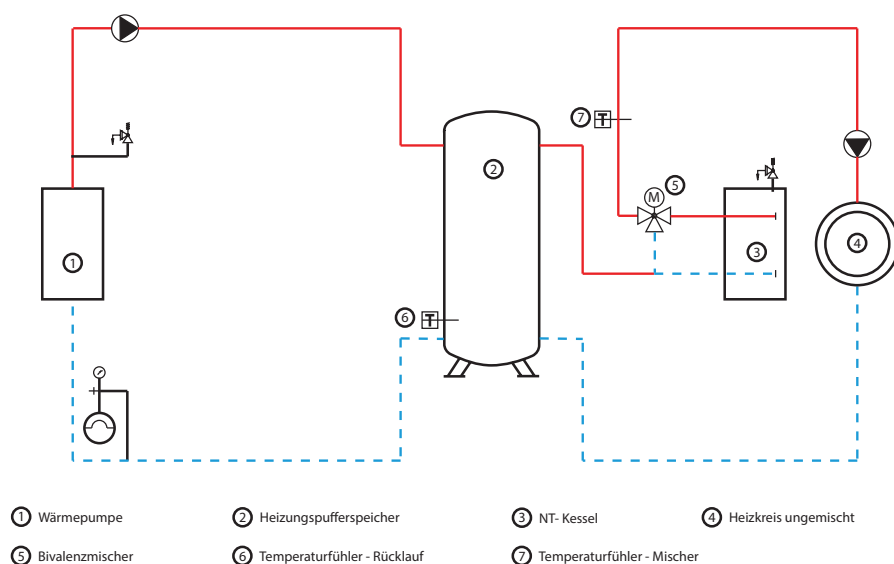 7 T
5
M
2
3
4
1
6 T
1 Wärmepumpe
2 Heizungspufferspeicher
3 NT- Kessel
4 Heizkreis ungemischt
5 Bivalenzmischer
6 Temperaturfühler - Rücklauf
7 Temperaturfühler - Mischer